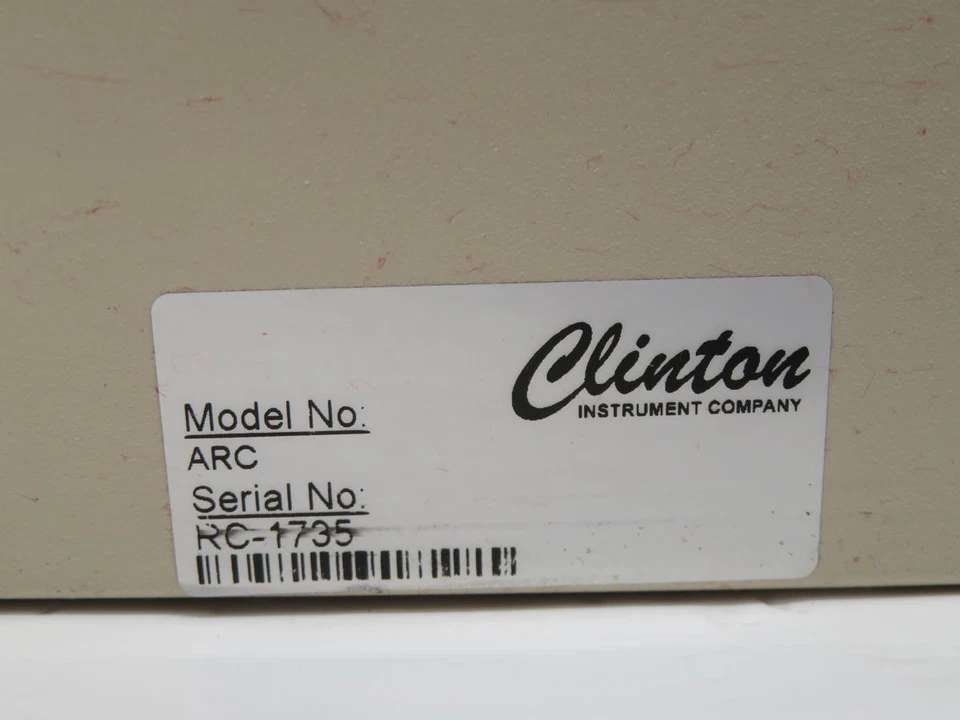 Clinton
INSTRUMENT COMPANY
Model No:
ARC
Serial No:
RC-1735